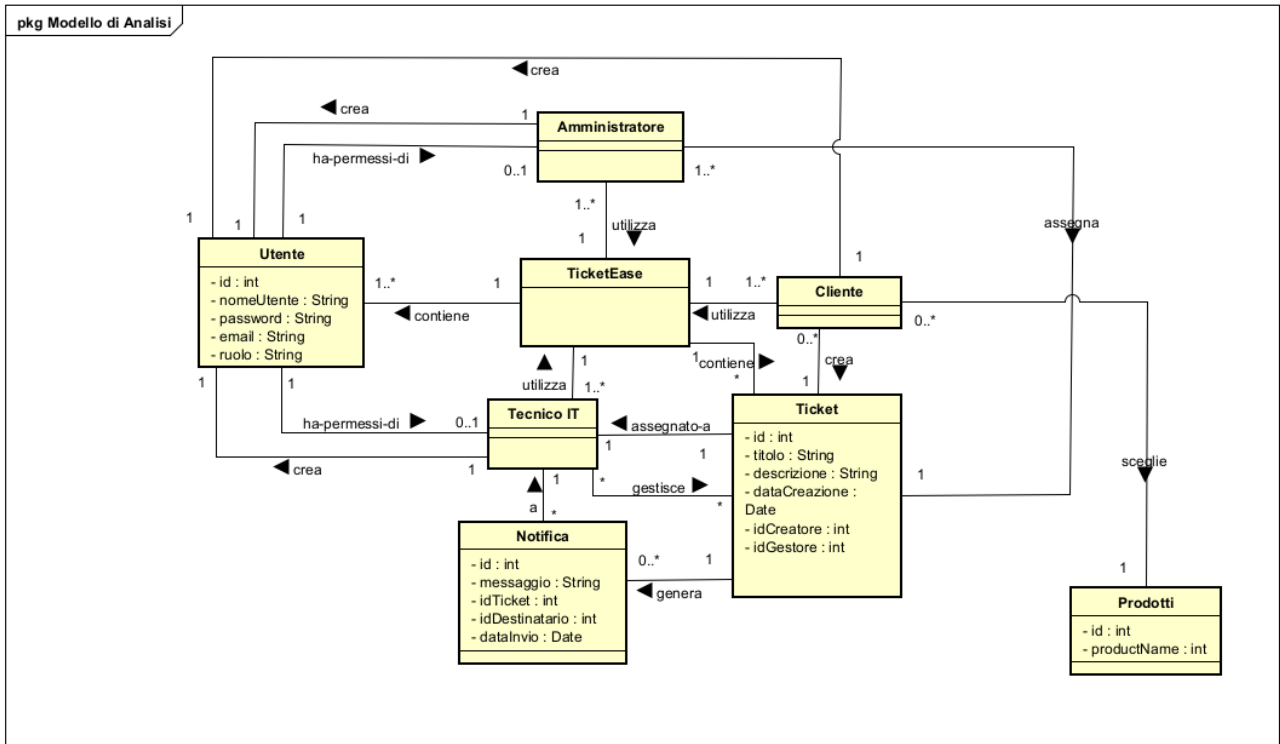 pkg Modello di Analisi
crea
crea
1
Amministratore
ha-permessi-di
0..1
1..*
1..*
utilizza
1
assegna
1
1
1
Utente
- id : int
- nomeUtente : String
- password : String
- email : String
- ruolo : String
1..*
1
contiene
TicketEase
1
1..*
utilizza
1
Cliente
0..*
0..*
crea
1
1
contiene
*
1
utilizza
1..*
1
1
ha-permessi-di
0..1
crea
1
Tecnico IT
assegnato-a
1
1
*
gestisce
*
1
a
*
Ticket
- id : int
- titolo : String
- descrizione : String
- dataCreazione :
Date
- idCreatore : int
- idGestore : int
1
sceglie
1
Notifica
- id : int
- messaggio : String
- idTicket : int
- idDestinatario : int
- dataInvio : Date
0..*
1
genera
Prodotti
- id : int
- productName : int